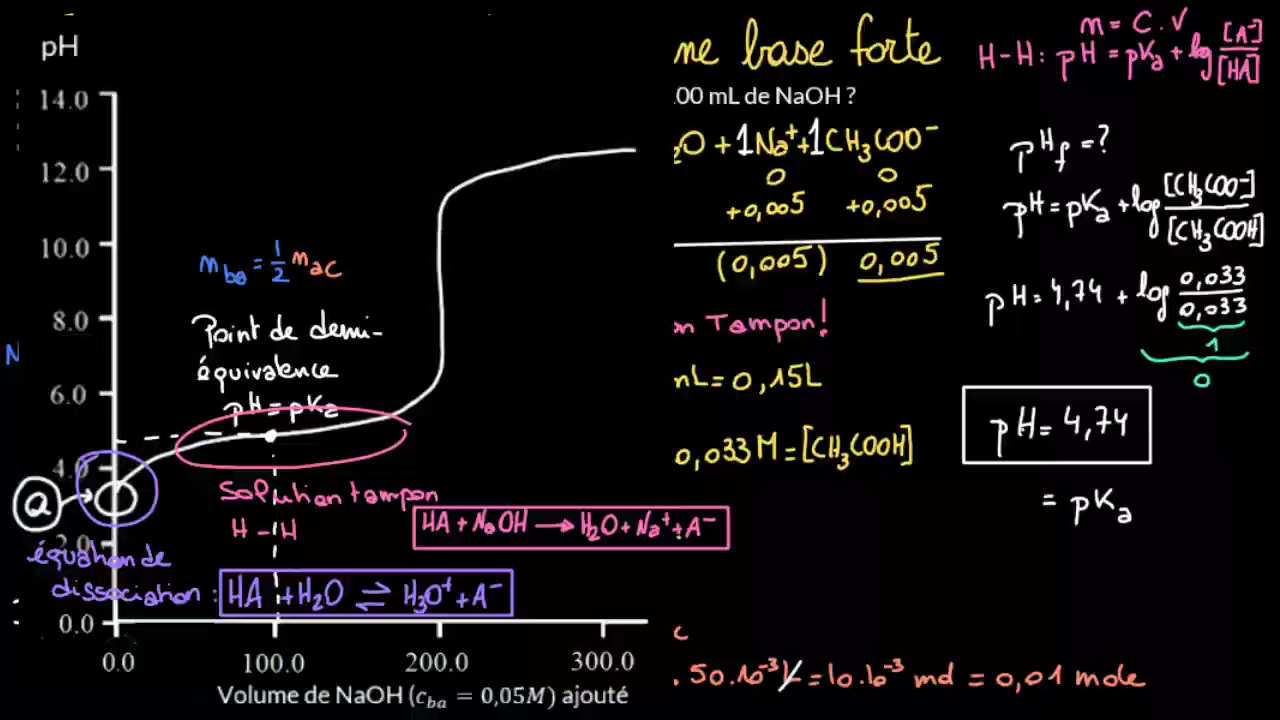 pH
14.0
12.0
10.0
8.0
6.0
4.0
2.0
0.0
0.0 100.0 200.0 300.0
Volume de NaOH (c_ba = 0,05M) ajouté
n_ba = 1/2 n_ac
Point de demi-
équivalence
pH = pKa
a
Solution tampon
H - H
HA + NaOH → H₂O + Na⁺ + A⁻
équation de
dissociation : HA + H₂O ⇌ H₃O⁺ + A⁻
N
ne base forte
00 mL de NaOH ?
₂O + 1Na⁺ + 1CH₃COO⁻
0 0
+0,005 +0,005
(0,005) 0,005
on Tampon!
mL = 0,15L
0,033M = [CH₃COOH]
c
. 50.10⁻³ L = 10.10⁻³ mol = 0,01 mole
n = C.V
H-H: pH = pKa + log [A⁻]/[HA]
pHf = ?
pH = pKa + log [CH₃COO⁻]/[CH₃COOH]
pH = 4,74 + log 0,033/0,033
1
0
pH = 4,74
= pKa